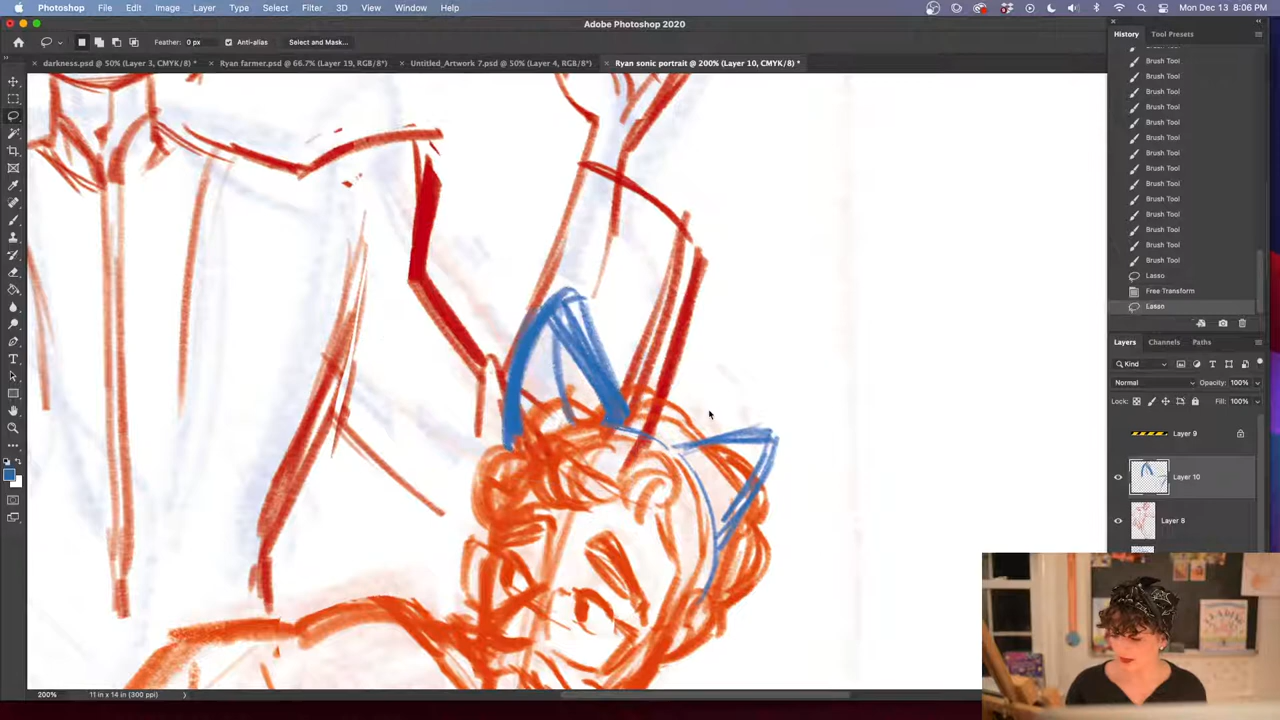 Photoshop File Edit Image Layer Type Select Filter 3D View Window Help
Mon Dec 13 8:06 PM
Adobe Photoshop 2020
Feather: 0 px Anti-alias Select and Mask...
darkness.psd @ 50% (Layer 3, CMYK/8) *
Ryan farmer.psd @ 66.7% (Layer 19, RGB/8*)
Untitled_Artwork 7.psd @ 50% (Layer 4, RGB/8*)
Ryan sonic portrait @ 200% (Layer 10, CMYK/8) *
History Tool Presets
Brush Tool
Brush Tool
Brush Tool
Brush Tool
Brush Tool
Brush Tool
Brush Tool
Brush Tool
Brush Tool
Brush Tool
Brush Tool
Brush Tool
Brush Tool
Brush Tool
Lasso
Free Transform
Lasso
Layers Channels Paths
Kind
Normal Opacity: 100%
Lock: Fill: 100%
Layer 9
Layer 10
Layer 8
READING
200% 11 in x 14 in (300 ppi)